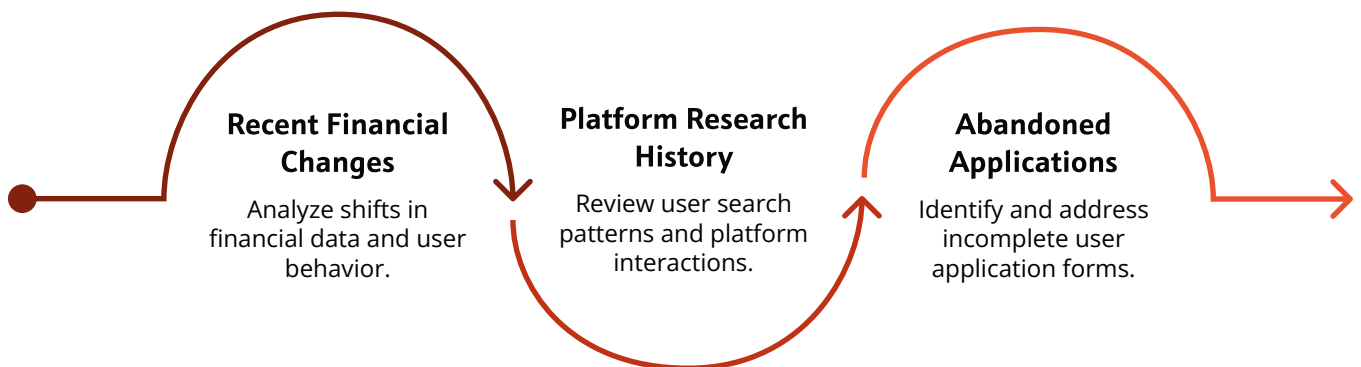 Recent Financial
Changes
Analyze shifts in
financial data and user
behavior.
Platform Research
History
Review user search
patterns and platform
interactions.
Abandoned
Applications
Identify and address
incomplete user
application forms.